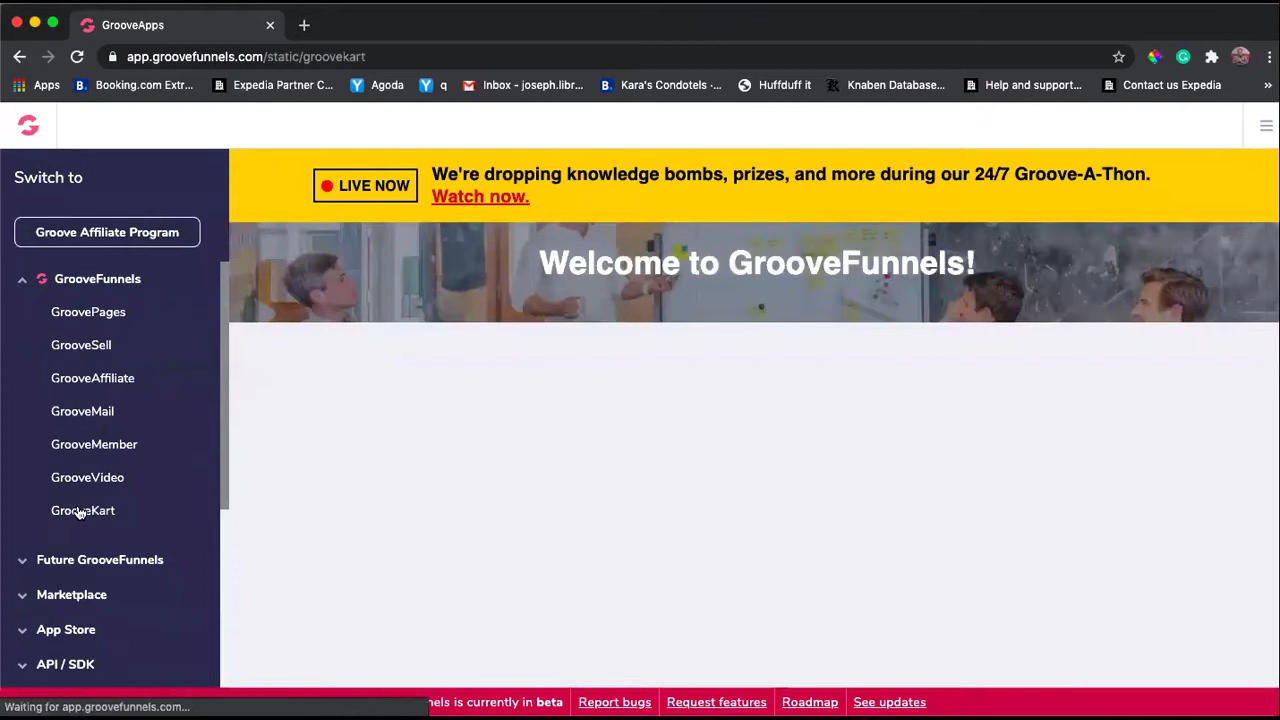 GrooveApps
app.groovefunnels.com/static/groovekart
Apps
Booking.com Extr...
Expedia Partner C...
Agoda
q
Inbox - joseph.libr...
Kara's Condotels -...
Huffduff it
Knaben Database...
Help and support...
Contact us Expedia
»
Switch to
Groove Affiliate Program
GrooveFunnels
GroovePages
GrooveSell
GrooveAffiliate
GrooveMail
GrooveMember
GrooveVideo
GrooveKart
Future GrooveFunnels
Marketplace
App Store
API / SDK
LIVE NOW
We're dropping knowledge bombs, prizes, and more during our 24/7 Groove-A-Thon.
Watch now.
Welcome to GrooveFunnels!
Waiting for app.groovefunnels.com...
nels is currently in beta
Report bugs
Request features
Roadmap
See updates